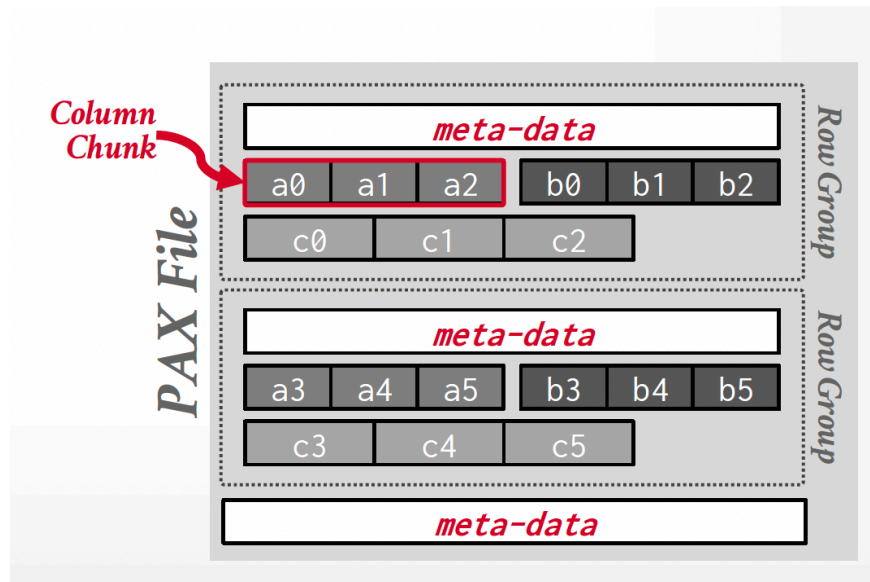 Column
Chunk
PAX File
meta-data
a0 a1 a2 b0 b1 b2
c0 c1 c2
Row Group
meta-data
a3 a4 a5 b3 b4 b5
c3 c4 c5
Row Group
meta-data